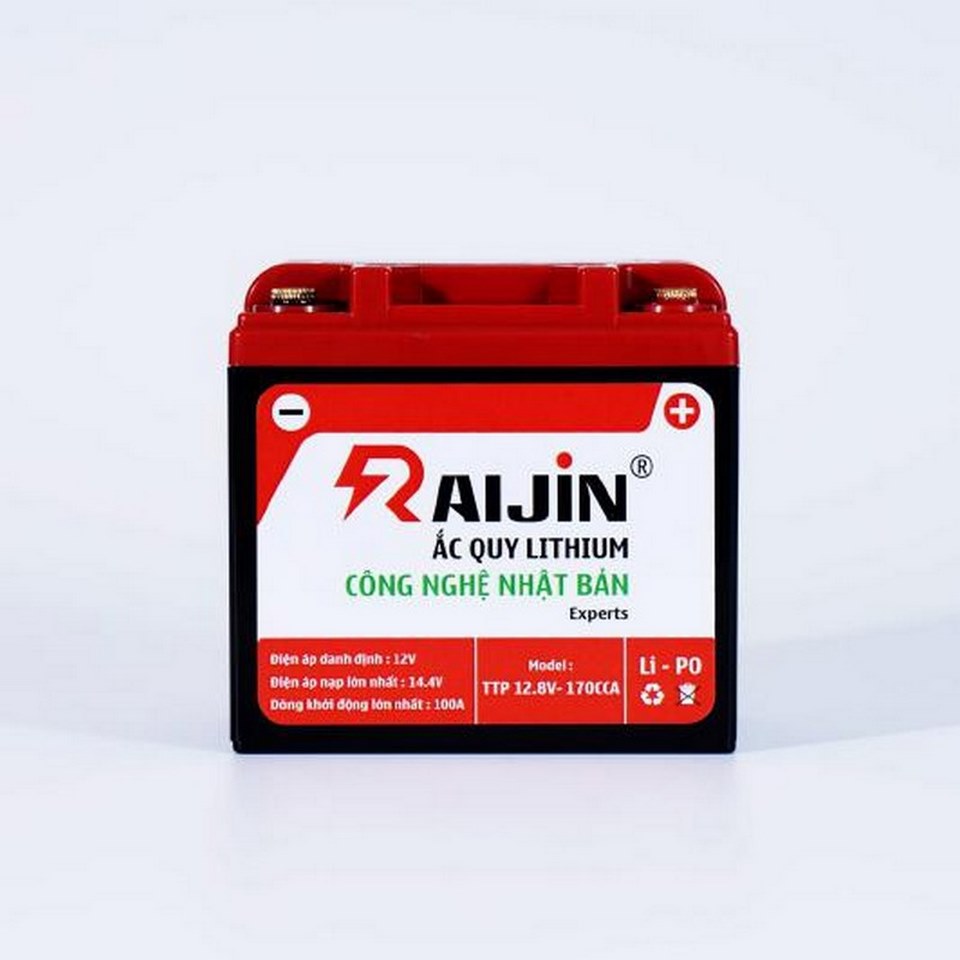 RAIJIN®
ẮC QUY LITHIUM
CÔNG NGHỆ NHẬT BẢN
Experts
Điện áp danh định : 12V
Điện áp nạp lớn nhất : 14.4V
Dòng khởi động lớn nhất : 100A
Model :
TTP 12.8V- 170CCA
Li - PO